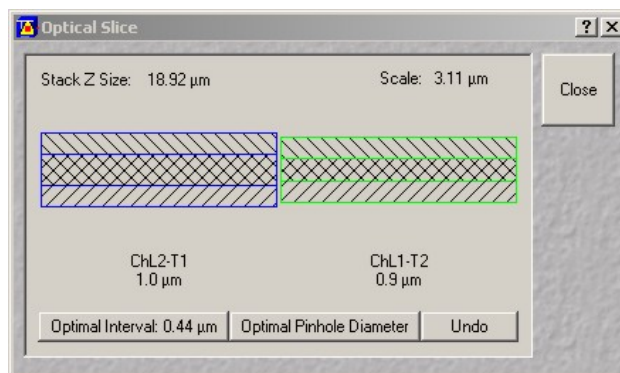 Optical Slice
Stack Z Size: 18.92 µm Scale: 3.11 µm
Close
ChL2-T1 ChL1-T2
1.0 µm 0.9 µm
Optimal Interval: 0.44 µm Optimal Pinhole Diameter Undo